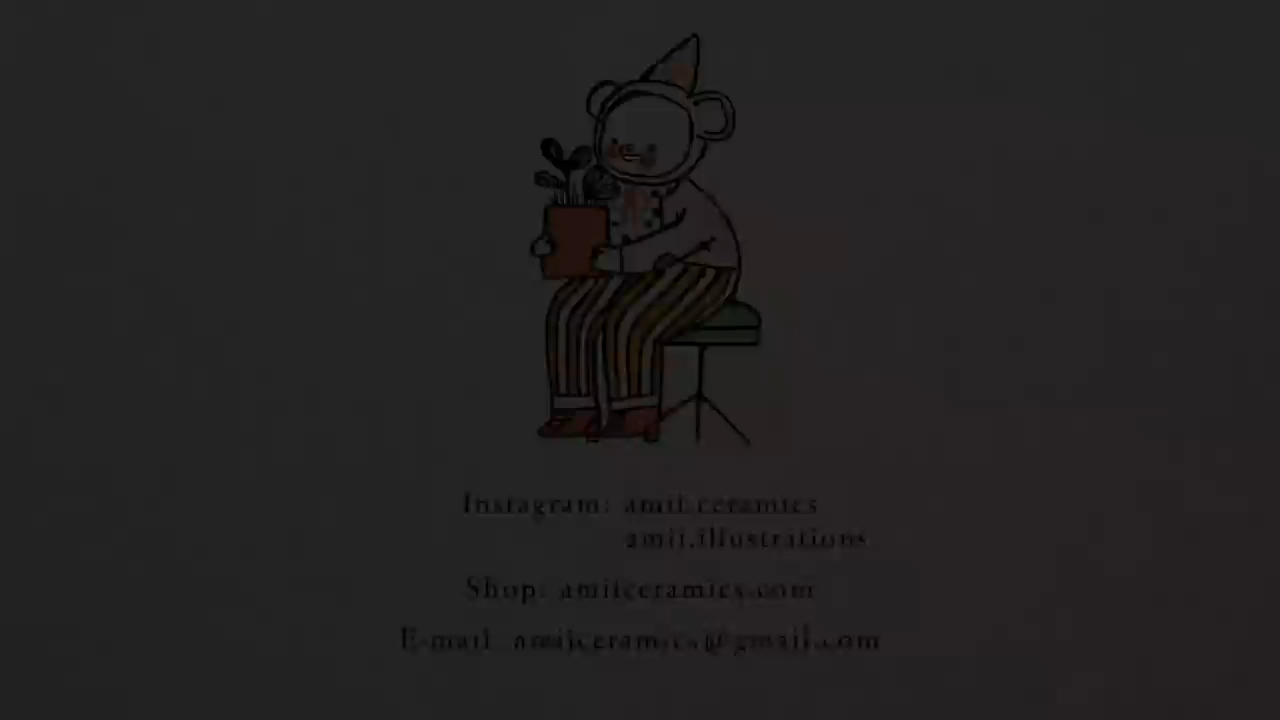 Instagram: amii.ceramics
amii.illustrations
Shop: amiiceramics.com
E-mail: amiiceramics@gmail.com